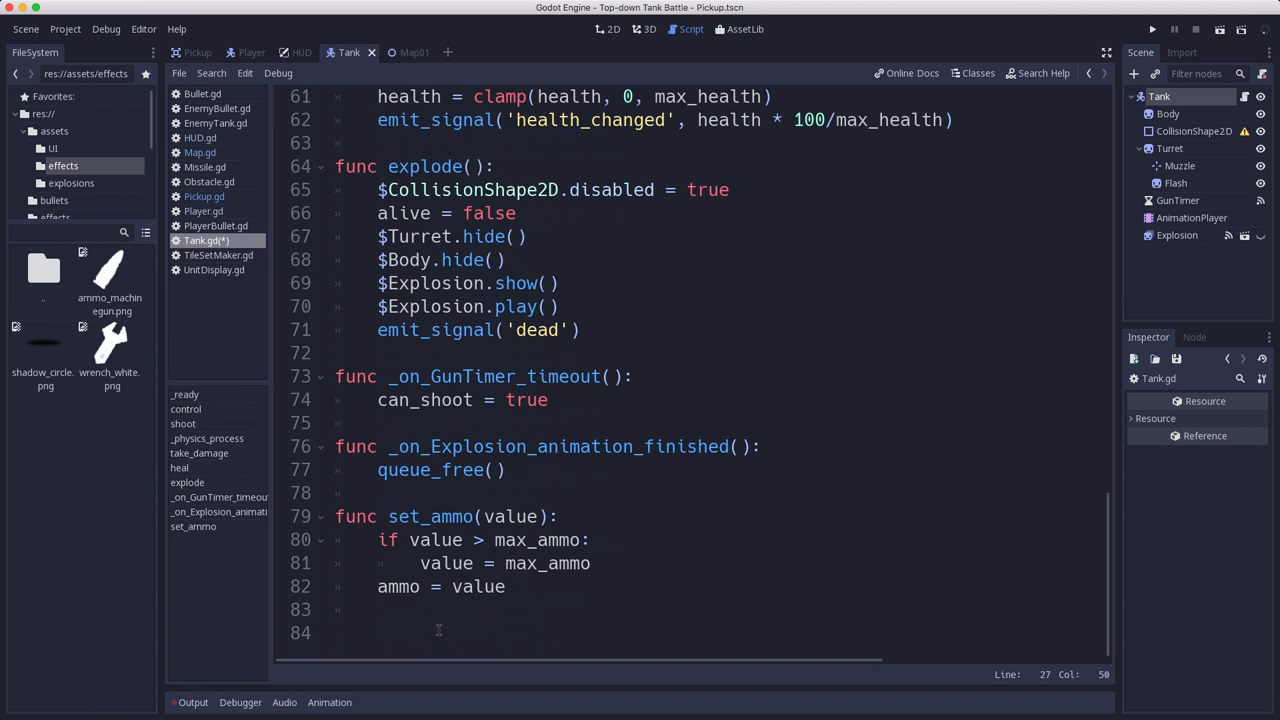 Godot Engine - Top-down Tank Battle - Pickup.tscn
Scene Project Debug Editor Help
2D 3D Script AssetLib
FileSystem
Pickup Player HUD Tank Map01
Scene Import
res://assets/effects
File Search Edit Debug
Online Docs Classes Search Help
Filter nodes
Favorites:
res://
assets
UI
effects
explosions
bullets
effects
..
ammo_machinegun.png
shadow_circle.png
wrench_white.png
Bullet.gd
EnemyBullet.gd
EnemyTank.gd
HUD.gd
Map.gd
Missile.gd
Obstacle.gd
Pickup.gd
Player.gd
PlayerBullet.gd
Tank.gd(*)
TileSetMaker.gd
UnitDisplay.gd
_ready
control
shoot
_physics_process
take_damage
heal
explode
_on_GunTimer_timeou
_on_Explosion_animati
set_ammo
61 health = clamp(health, 0, max_health)
62 emit_signal('health_changed', health * 100/max_health)
63
64 func explode():
65 $CollisionShape2D.disabled = true
66 alive = false
67 $Turret.hide()
68 $Body.hide()
69 $Explosion.show()
70 $Explosion.play()
71 emit_signal('dead')
72
73 func _on_GunTimer_timeout():
74 can_shoot = true
75
76 func _on_Explosion_animation_finished():
77 queue_free()
78
79 func set_ammo(value):
80 if value > max_ammo:
81 value = max_ammo
82 ammo = value
83
84
Line: 27 Col: 50
Output Debugger Audio Animation
Tank
Body
CollisionShape2D
Turret
Muzzle
Flash
GunTimer
AnimationPlayer
Explosion
Inspector Node
Tank.gd
Resource
Resource
Reference